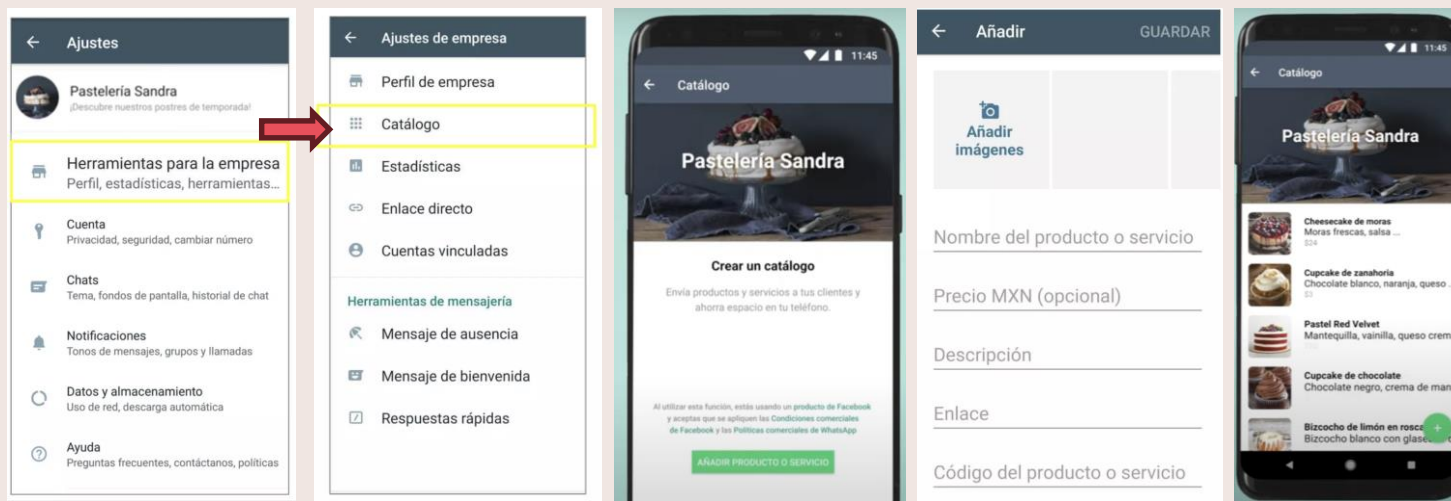 Ajustes
Pastelería Sandra
¡Descubre nuestros postres de temporada!
Herramientas para la empresa
Perfil, estadísticas, herramientas...
Cuenta
Privacidad, seguridad, cambiar número
Chats
Tema, fondos de pantalla, historial de chat
Notificaciones
Tonos de mensajes, grupos y llamadas
Datos y almacenamiento
Uso de red, descarga automática
Ayuda
Preguntas frecuentes, contáctanos, políticas
Ajustes de empresa
Perfil de empresa
Catálogo
Estadísticas
Enlace directo
Cuentas vinculadas
Herramientas de mensajería
Mensaje de ausencia
Mensaje de bienvenida
Respuestas rápidas
11:45
Catálogo
Pastelería Sandra
Crear un catálogo
Envía productos y servicios a tus clientes y
ahorra espacio en tu teléfono.
Al utilizar esta función, estás usando un producto de Facebook
y aceptas que se apliquen las Condiciones comerciales
de Facebook y las Políticas comerciales de WhatsApp
AÑADIR PRODUCTO O SERVICIO
Añadir GUARDAR
Añadir
imágenes
Nombre del producto o servicio
Precio MXN (opcional)
Descripción
Enlace
Código del producto o servicio
11:45
Catálogo
Pastelería Sandra
Cheesecake de moras
Moras frescas, salsa ...
$24
Cupcake de zanahoria
Chocolate blanco, naranja, queso .
$3
Pastel Red Velvet
Mantequilla, vainilla, queso crem
Cupcake de chocolate
Chocolate negro, crema de man
Bizcocho de limón en rosca
Bizcocho blanco con glase